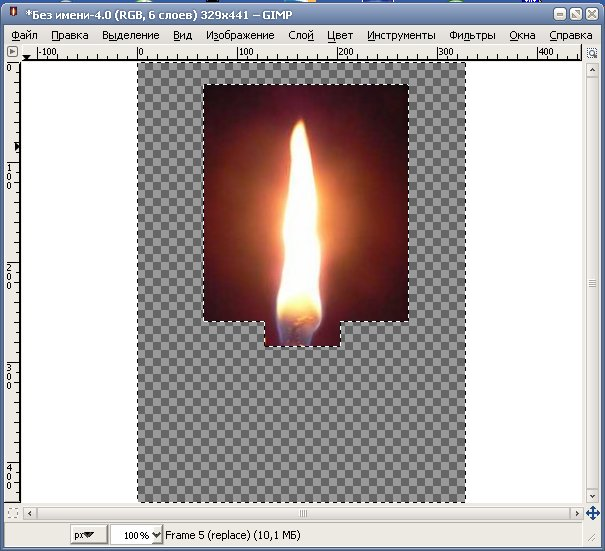 *Без имени-4.0 (RGB, 6 слоев) 329x441 – GIMP
Файл Правка Выделение Вид Изображение Слой Цвет Инструменты Фильтры Окна Справка
-100 0 100 200 300 400
0
100
200
300
400
px 100% Frame 5 (replace) (10,1 МБ)